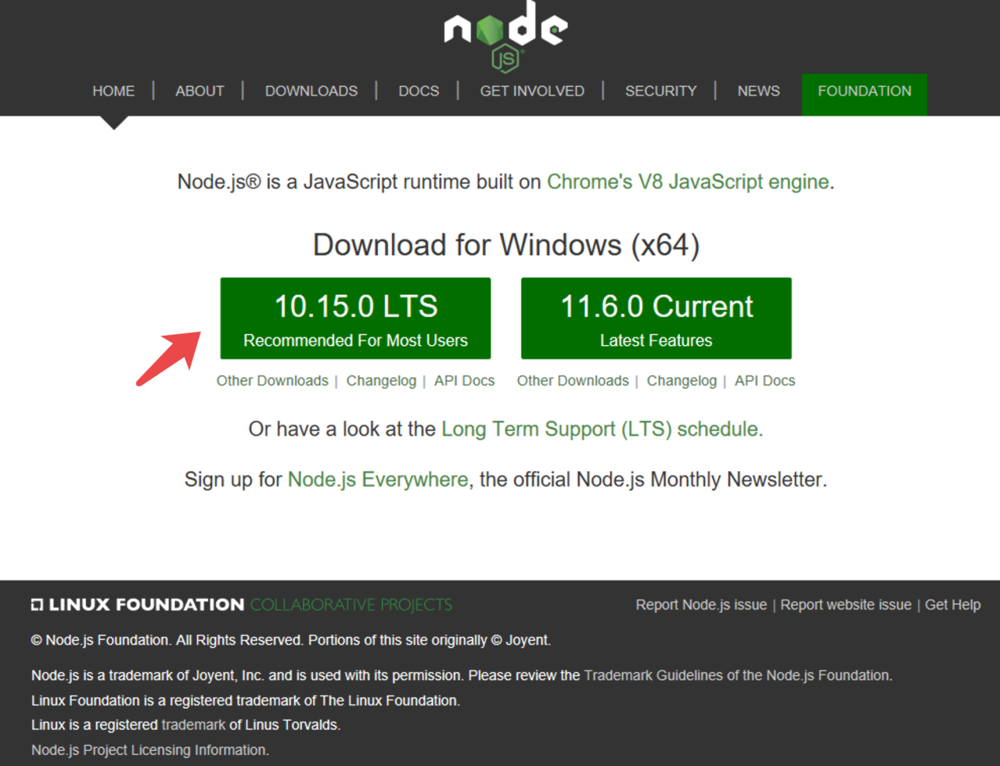 node
JS
HOME | ABOUT | DOWNLOADS | DOCS | GET INVOLVED | SECURITY | NEWS FOUNDATION
Node.js® is a JavaScript runtime built on Chrome's V8 JavaScript engine.
Download for Windows (x64)
10.15.0 LTS
Recommended For Most Users
11.6.0 Current
Latest Features
Other Downloads | Changelog | API Docs
Other Downloads | Changelog | API Docs
Or have a look at the Long Term Support (LTS) schedule.
Sign up for Node.js Everywhere, the official Node.js Monthly Newsletter.
LINUX FOUNDATION COLLABORATIVE PROJECTS
Report Node.js issue | Report website issue | Get Help
© Node.js Foundation. All Rights Reserved. Portions of this site originally © Joyent.
Node.js is a trademark of Joyent, Inc. and is used with its permission. Please review the Trademark Guidelines of the Node.js Foundation.
Linux Foundation is a registered trademark of The Linux Foundation.
Linux is a registered trademark of Linus Torvalds.
Node.js Project Licensing Information.